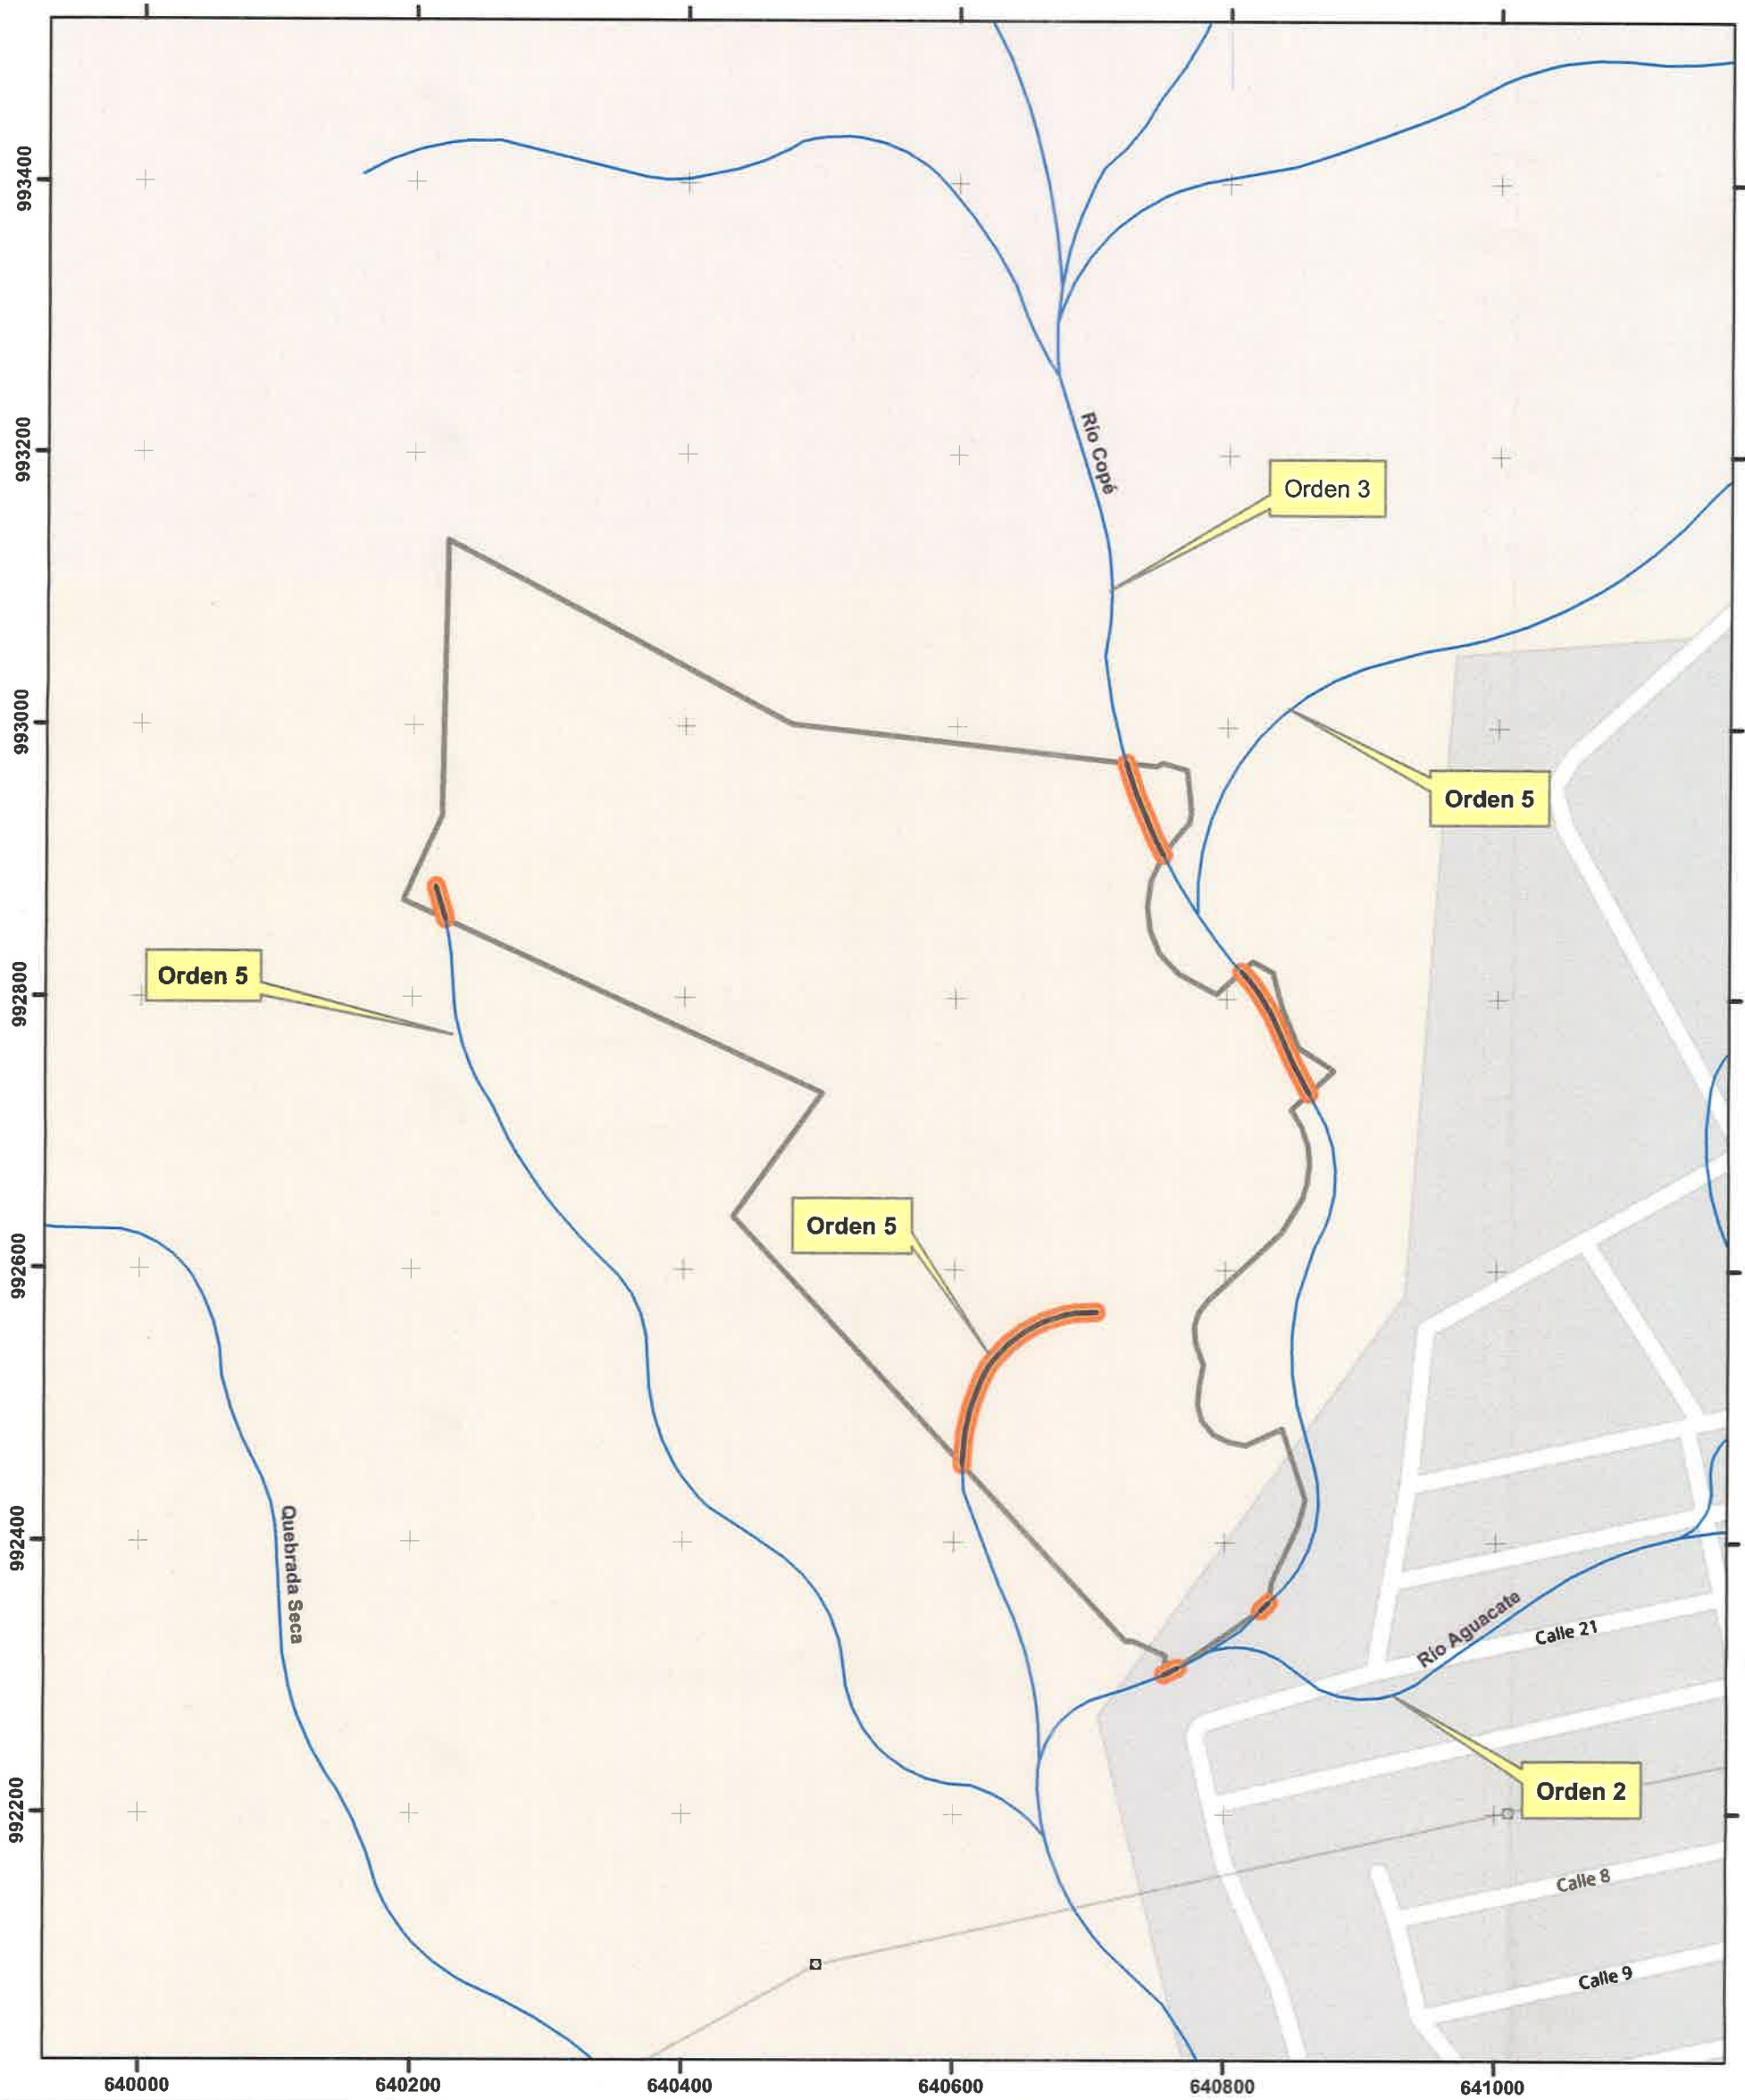 993400
Río Copé
993200
Orden 3
993000
Orden 5
Orden 5
992800
Orden 5
992600
Quebrada Seca
992400
Río Aguacate
Calle 21
Orden 2
992200
Calle 8
Calle 9
640000
640200
640400
640600
640800
641000